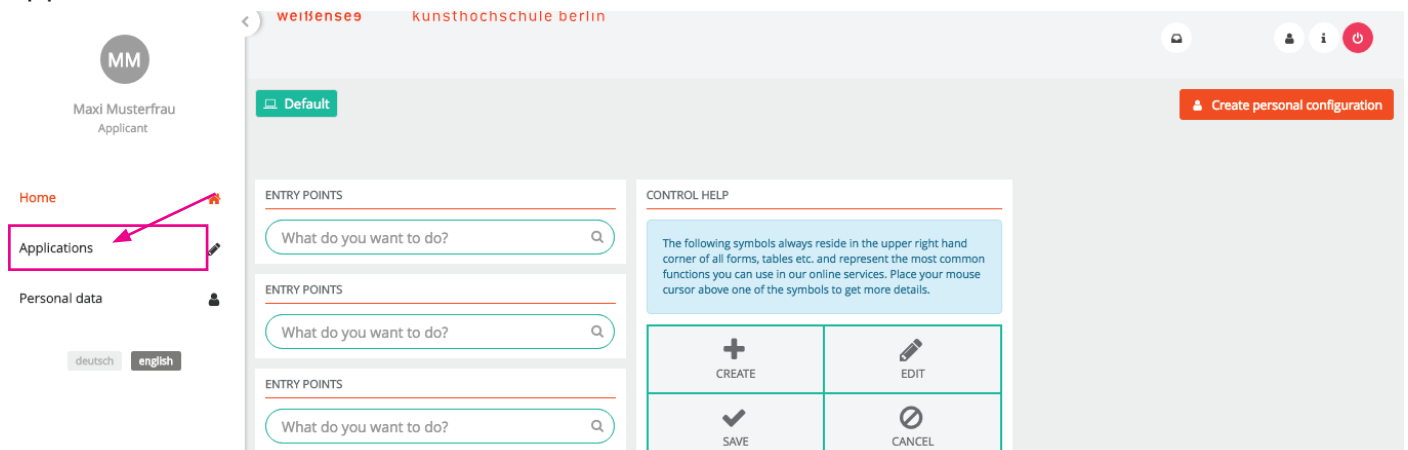 weißensee kunsthochschule berlin
MM
Maxi Musterfrau
Applicant
Home
Applications
Personal data
deutsch english
Default
Create personal configuration
ENTRY POINTS
What do you want to do?
ENTRY POINTS
What do you want to do?
ENTRY POINTS
What do you want to do?
CONTROL HELP
The following symbols always reside in the upper right hand
corner of all forms, tables etc. and represent the most common
functions you can use in our online services. Place your mouse
cursor above one of the symbols to get more details.
CREATE
EDIT
SAVE
CANCEL